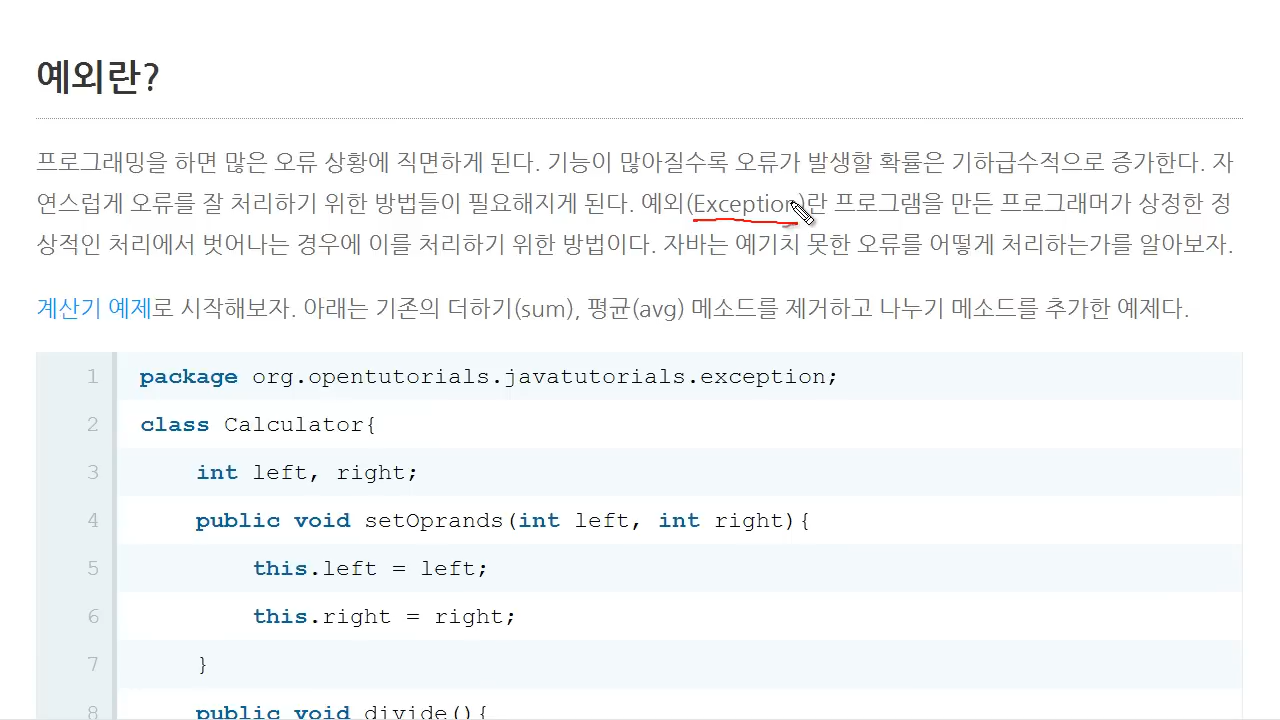 예외란?
프로그래밍을 하면 많은 오류 상황에 직면하게 된다. 기능이 많아질수록 오류가 발생할 확률은 기하급수적으로 증가한다. 자
연스럽게 오류를 잘 처리하기 위한 방법들이 필요해지게 된다. 예외(Exception)란 프로그램을 만든 프로그래머가 상정한 정
상적인 처리에서 벗어나는 경우에 이를 처리하기 위한 방법이다. 자바는 예기치 못한 오류를 어떻게 처리하는가를 알아보자.
계산기 예제로 시작해보자. 아래는 기존의 더하기(sum), 평균(avg) 메소드를 제거하고 나누기 메소드를 추가한 예제다.
1 package org.opentutorials.javatutorials.exception;
2 class Calculator{
3 int left, right;
4 public void setOprands(int left, int right){
5 this.left = left;
6 this.right = right;
7 }
8 public void divide(){